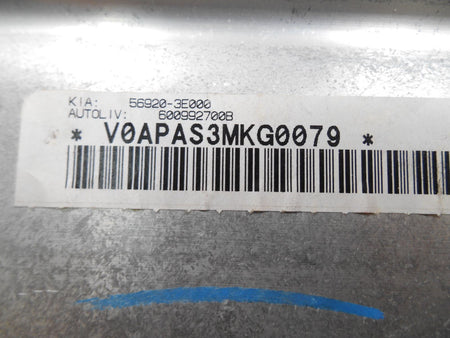 KIA: 56920-3E000
AUTOLIV: 600992700B
* V0APAS3MKG0079 *